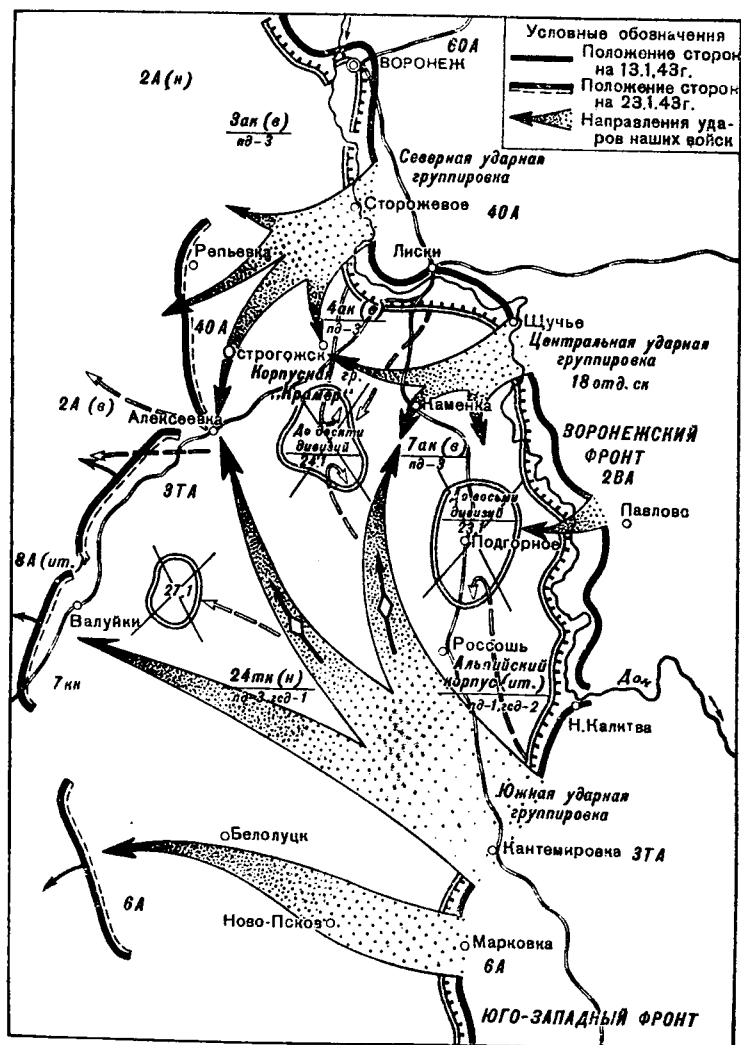 Условные обозначения
Положение сторон
на 13.1.43г.
Положение сторон
на 23.1.43г.
Направления уда-
ров наших войск
60А
ВОРОНЕЖ
2А(н)
3ак(в)
пд-3
Северная ударная
группировка
Сторожевое
40А
Репьевка
Лиски
4ак(в)
пд-3
40А
Щучье
Острогожск
Корпусная гр.
"Крамер"
Центральная ударная
группировка
18 отд. ск
2А (в)
Алексеевка
До десяти
дивизий
24.1
Каменка
7ак(в)
пд-3
ВОРОНЕЖСКИЙ
ФРОНТ
2ВА
3ТА
До восьми
дивизий
23.1
Подгорное
Павловс
8А(ит.
27.1
Валуйки
Россошь
Альпийский
корпус(ит.)
пд-1,гсд-2
24тк(н)
пд-3,гсд-1
7кк
Дон
Н.Калитва
Южная ударная
группировка
Белолуцк
Кантемировка
3ТА
6А
Ново-Псков
Марковка
6А
ЮГО-ЗАПАДНЫЙ ФРОНТ